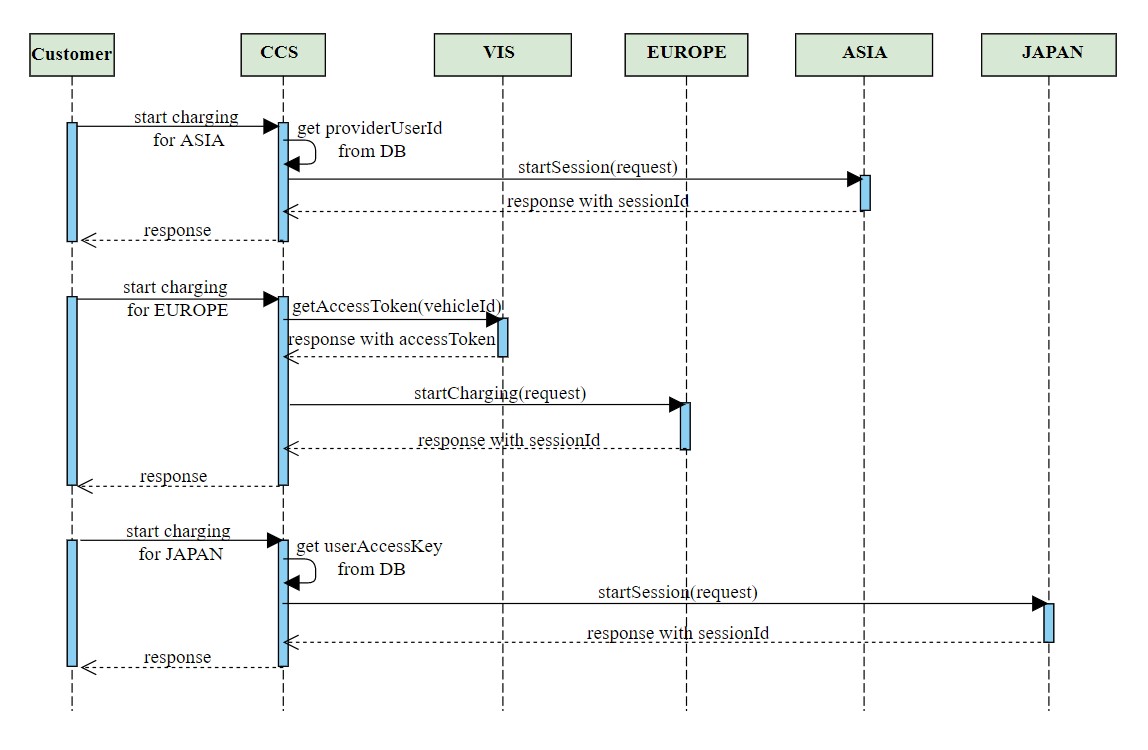 Customer
CCS
VIS
EUROPE
ASIA
JAPAN
start charging
for ASIA
get providerUserId
from DB
startSession(request)
response with sessionId
response
start charging
for EUROPE
getAccessToken(vehicleId)
response with accessToken
startCharging(request)
response with sessionId
response
start charging
for JAPAN
get userAccessKey
from DB
startSession(request)
response with sessionId
response